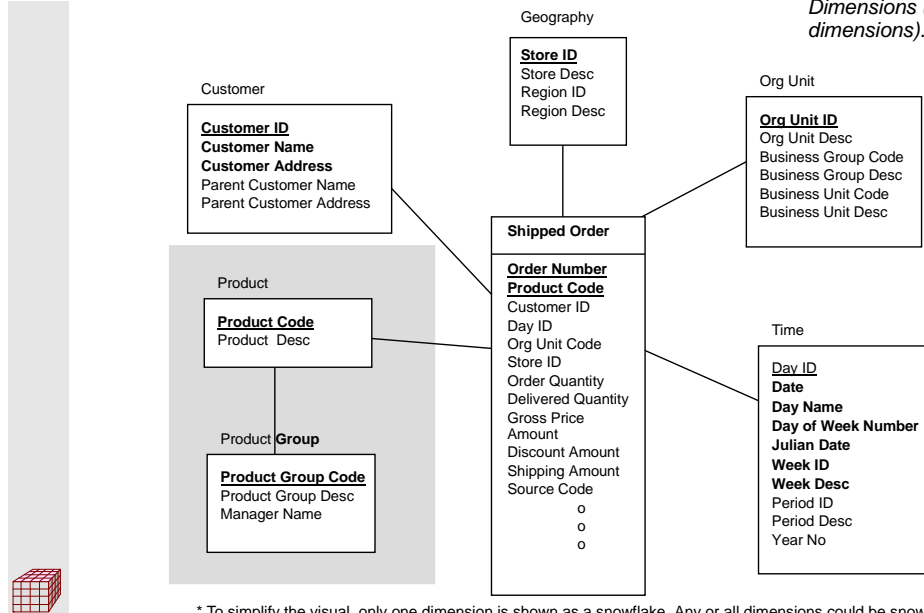 Dimensions
dimensions).
Geography
Store ID
Store Desc
Region ID
Region Desc
Customer
Customer ID
Customer Name
Customer Address
Parent Customer Name
Parent Customer Address
Org Unit
Org Unit ID
Org Unit Desc
Business Group Code
Business Group Desc
Business Unit Code
Business Unit Desc
Shipped Order
Order Number
Product Code
Customer ID
Day ID
Org Unit Code
Store ID
Order Quantity
Delivered Quantity
Gross Price
Amount
Discount Amount
Shipping Amount
Source Code
o
o
o
Product
Product Code
Product Desc
Product Group
Product Group Code
Product Group Desc
Manager Name
Time
Day ID
Date
Day Name
Day of Week Number
Julian Date
Week ID
Week Desc
Period ID
Period Desc
Year No
* To simplify the visual, only one dimension is shown as a snowflake. Any or all dimensions could be snow